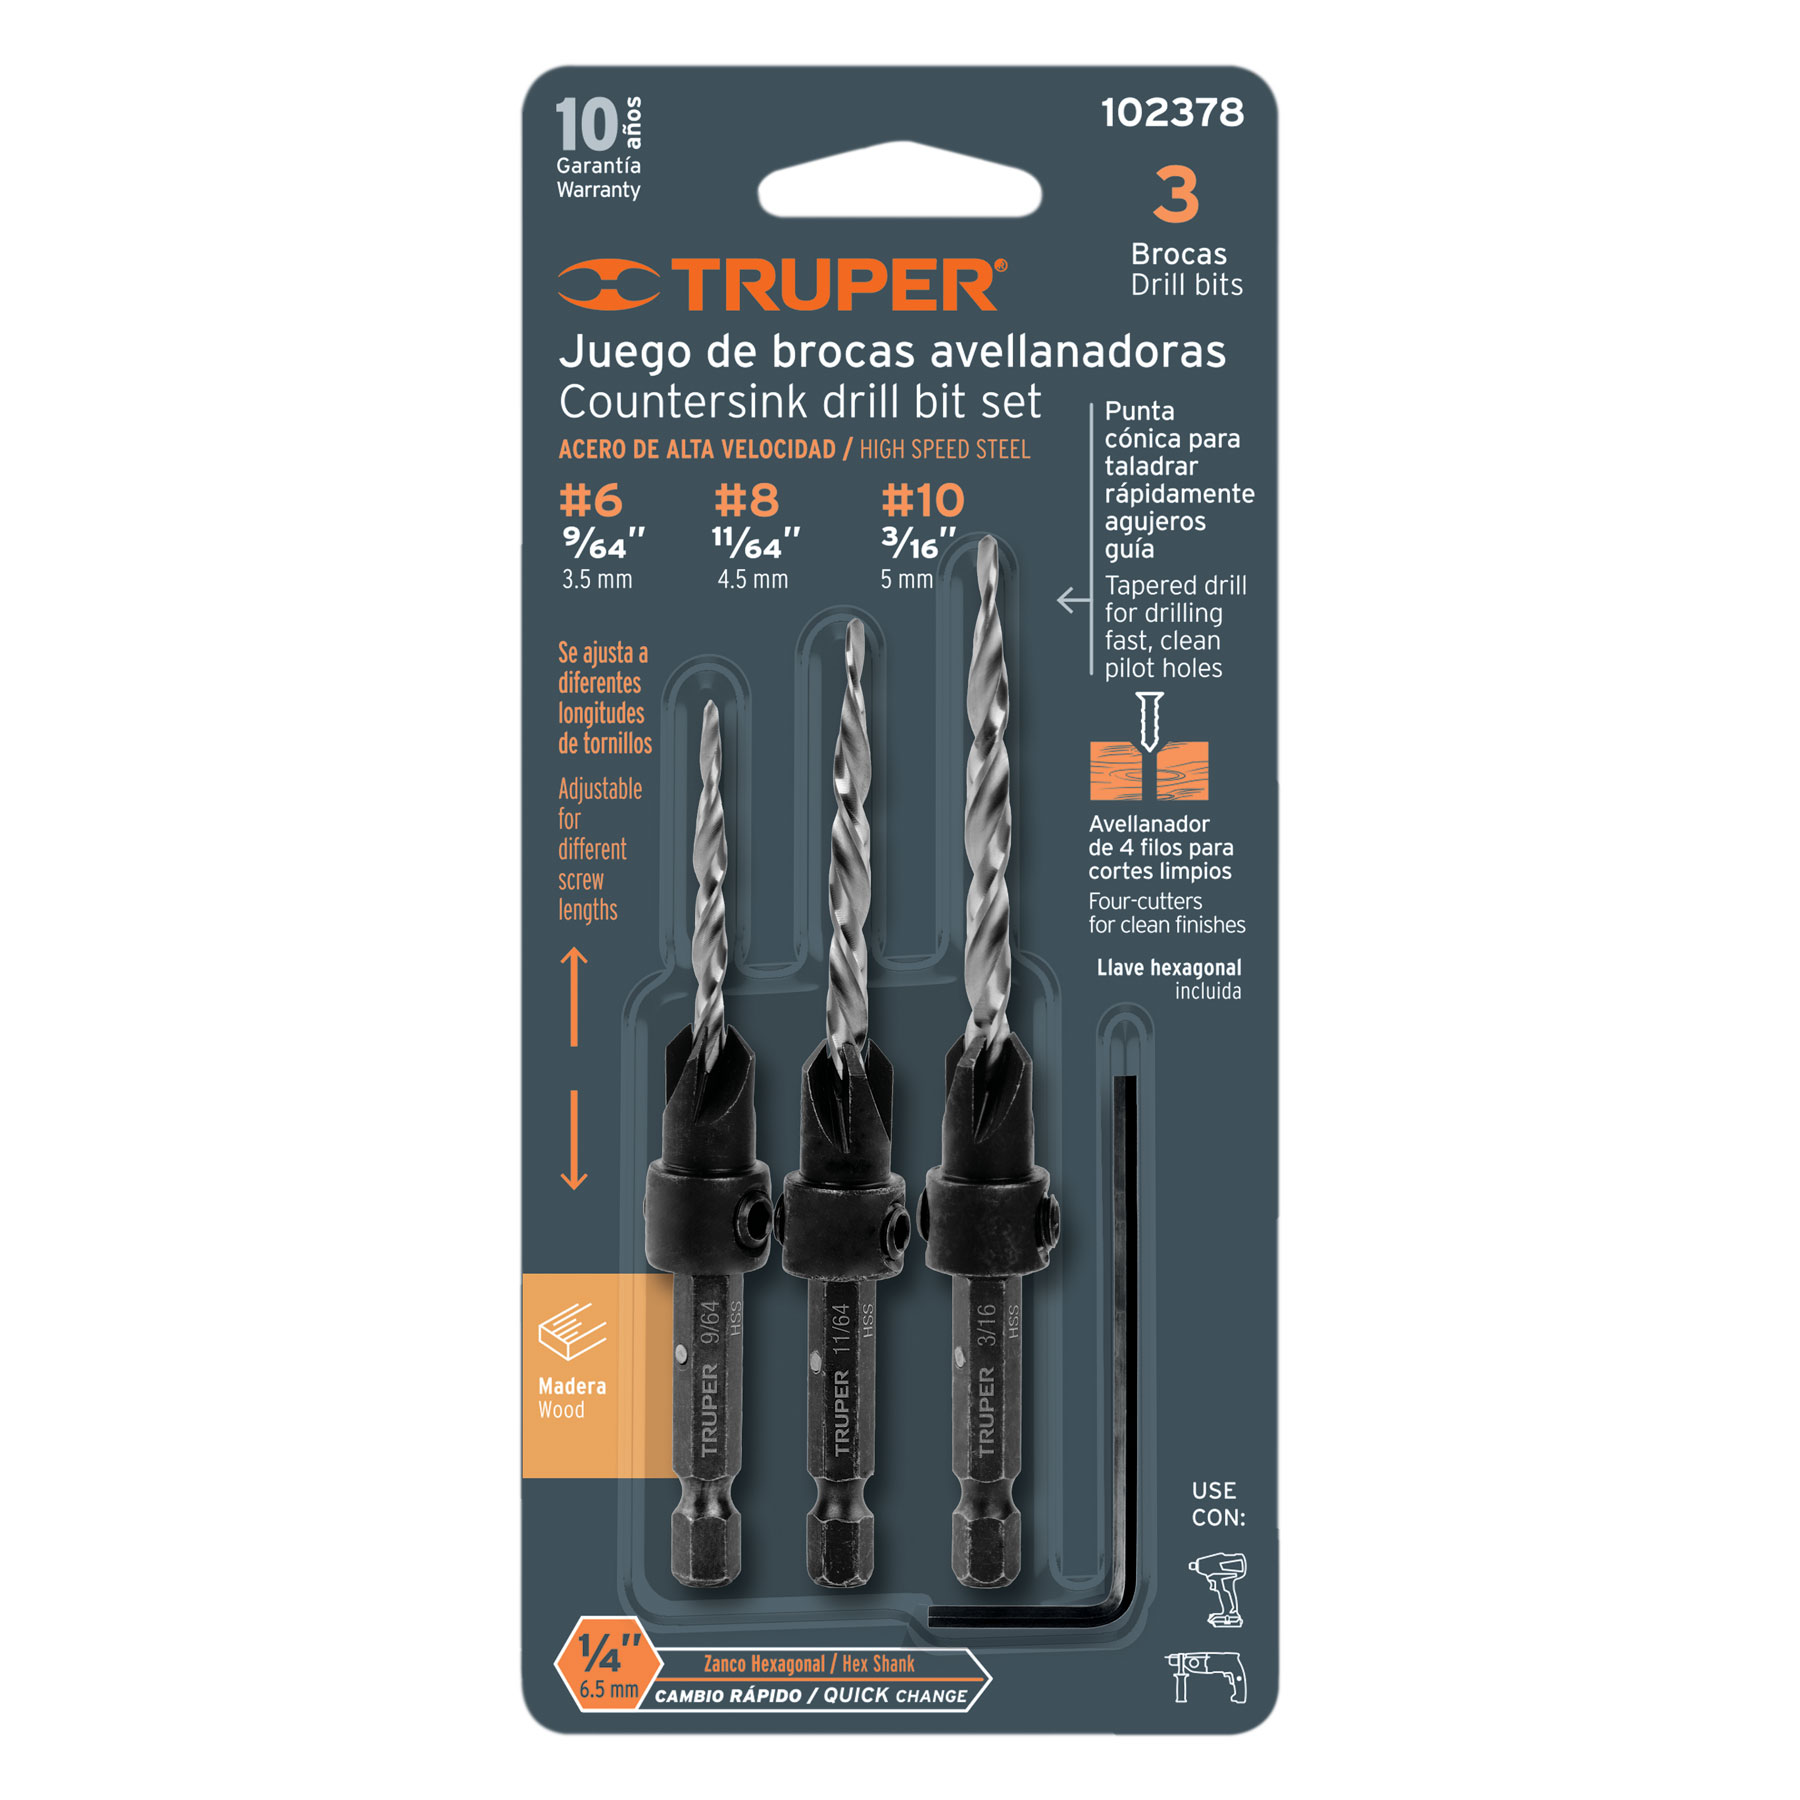 10 años
Garantía
Warranty
102378
3
Brocas
Drill bits
TRUPER®
Juego de brocas avellanadoras
Countersink drill bit set
ACERO DE ALTA VELOCIDAD / HIGH SPEED STEEL
#6 #8 #10
9/64" 11/64" 3/16"
3.5 mm 4.5 mm 5 mm
Punta
cónica para
taladrar
rápidamente
agujeros
guía
Tapered drill
for drilling
fast, clean
pilot holes
Se ajusta a
diferentes
longitudes
de tornillos
Adjustable
for
different
screw
lengths
Avellanador
de 4 filos para
cortes limpios
Four-cutters
for clean finishes
Llave hexagonal
incluida
Madera
Wood
TRUPER 9/64
HSS
TRUPER 11/64
HSS
TRUPER 3/16
HSS
USE
CON:
1/4"
6.5 mm
Zanco Hexagonal / Hex Shank
CAMBIO RÁPIDO / QUICK CHANGE